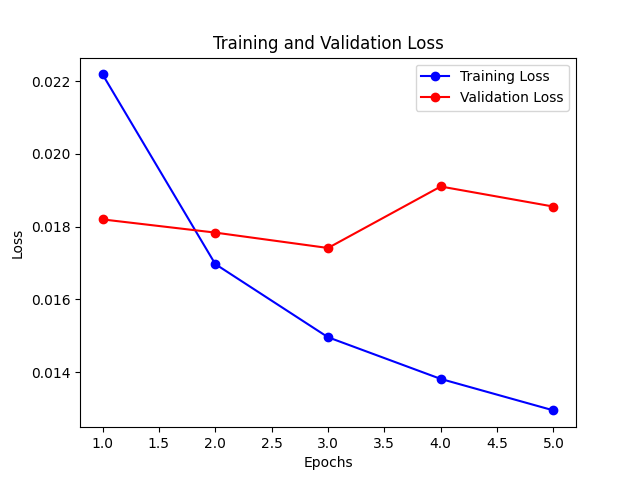 Training and Validation Loss
Training Loss
Validation Loss
0.022
0.020
0.018
0.016
0.014
Loss
1.0 1.5 2.0 2.5 3.0 3.5 4.0 4.5 5.0
Epochs